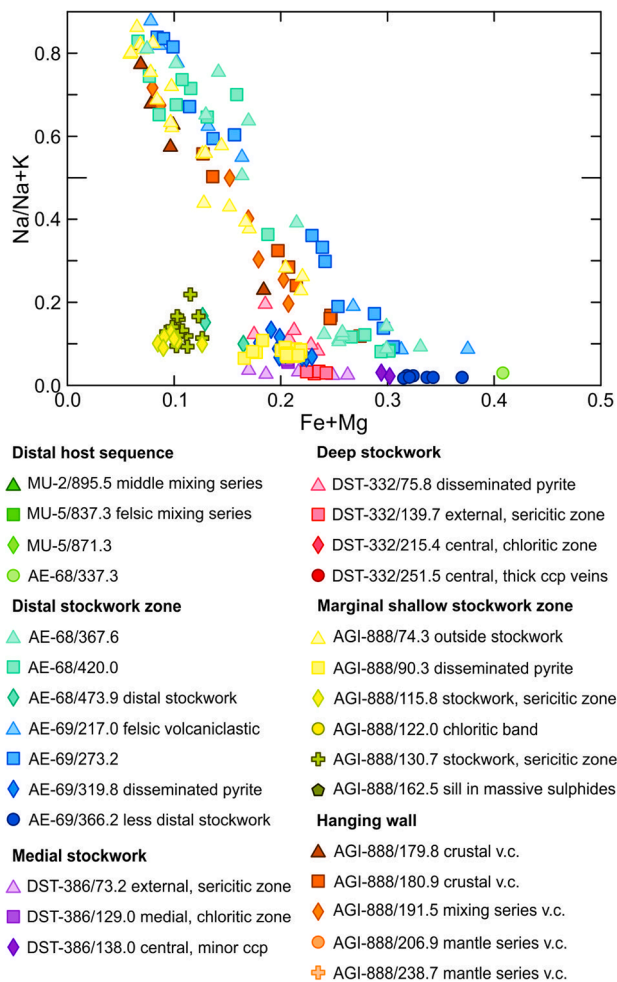 Na/Na+K
0.8
0.6
0.4
0.2
0.0
0.0 0.1 0.2 0.3 0.4 0.5
Fe+Mg
Distal host sequence
MU-2/895.5 middle mixing series
MU-5/837.3 felsic mixing series
MU-5/871.3
AE-68/337.3
Distal stockwork zone
AE-68/367.6
AE-68/420.0
AE-68/473.9 distal stockwork
AE-69/217.0 felsic volcaniclastic
AE-69/273.2
AE-69/319.8 disseminated pyrite
AE-69/366.2 less distal stockwork
Medial stockwork
DST-386/73.2 external, sericitic zone
DST-386/129.0 medial, chloritic zone
DST-386/138.0 central, minor ccp
Deep stockwork
DST-332/75.8 disseminated pyrite
DST-332/139.7 external, sericitic zone
DST-332/215.4 central, chloritic zone
DST-332/251.5 central, thick ccp veins
Marginal shallow stockwork zone
AGI-888/74.3 outside stockwork
AGI-888/90.3 disseminated pyrite
AGI-888/115.8 stockwork, sericitic zone
AGI-888/122.0 chloritic band
AGI-888/130.7 stockwork, sericitic zone
AGI-888/162.5 sill in massive sulphides
Hanging wall
AGI-888/179.8 crustal v.c.
AGI-888/180.9 crustal v.c.
AGI-888/191.5 mixing series v.c.
AGI-888/206.9 mantle series v.c.
AGI-888/238.7 mantle series v.c.